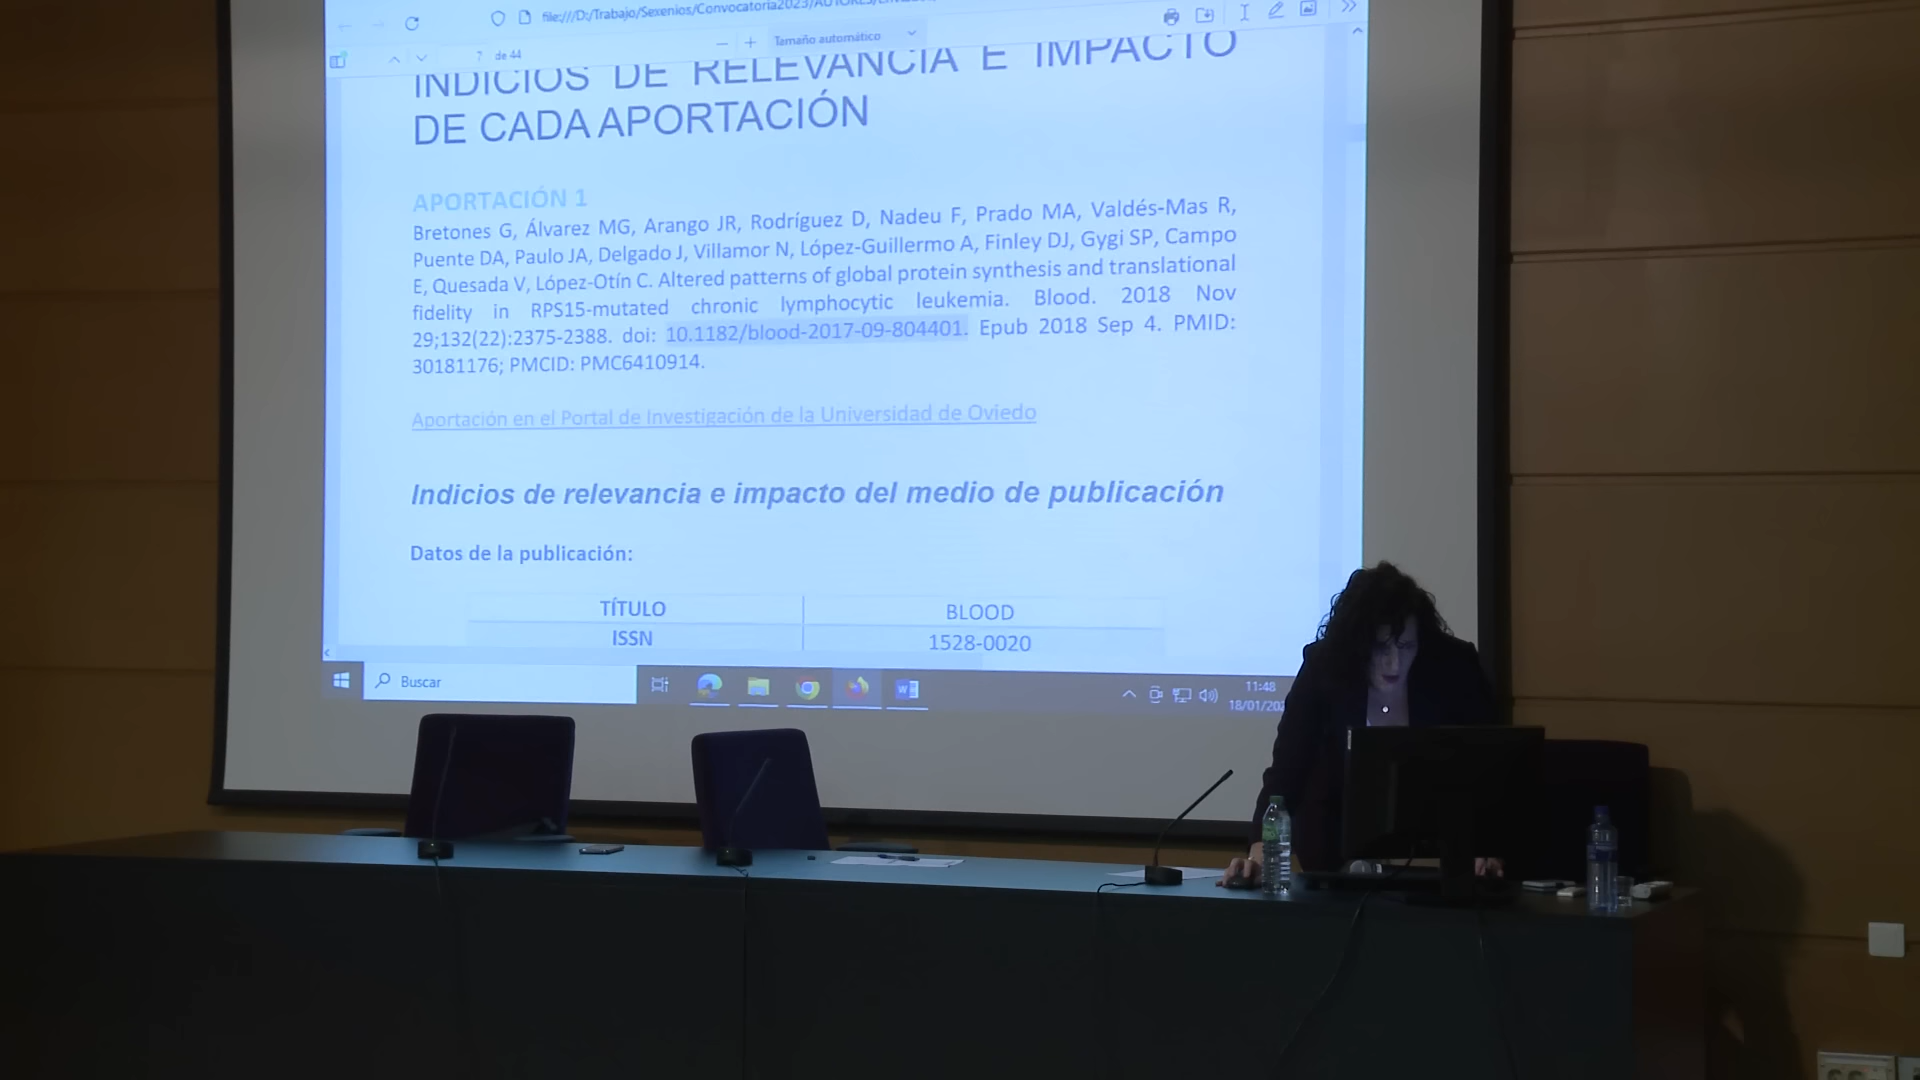 file:///D:/Trabajo/Sexenios/Convocatoria2023/AUTORES/
7 de 44
Tamaño automático
INDICIOS DE RELEVANCIA E IMPACTO
DE CADA APORTACIÓN
APORTACIÓN 1
Bretones G, Álvarez MG, Arango JR, Rodríguez D, Nadeu F, Prado MA, Valdés-Mas R,
Puente DA, Paulo JA, Delgado J, Villamor N, López-Guillermo A, Finley DJ, Gygi SP, Campo
E, Quesada V, López-Otín C. Altered patterns of global protein synthesis and translational
fidelity in RPS15-mutated chronic lymphocytic leukemia. Blood. 2018 Nov
29;132(22):2375-2388. doi: 10.1182/blood-2017-09-804401. Epub 2018 Sep 4. PMID:
30181176; PMCID: PMC6410914.
Aportación en el Portal de Investigación de la Universidad de Oviedo
Indicios de relevancia e impacto del medio de publicación
Datos de la publicación:
TÍTULO BLOOD
ISSN 1528-0020
Buscar
11:48
18/01/202